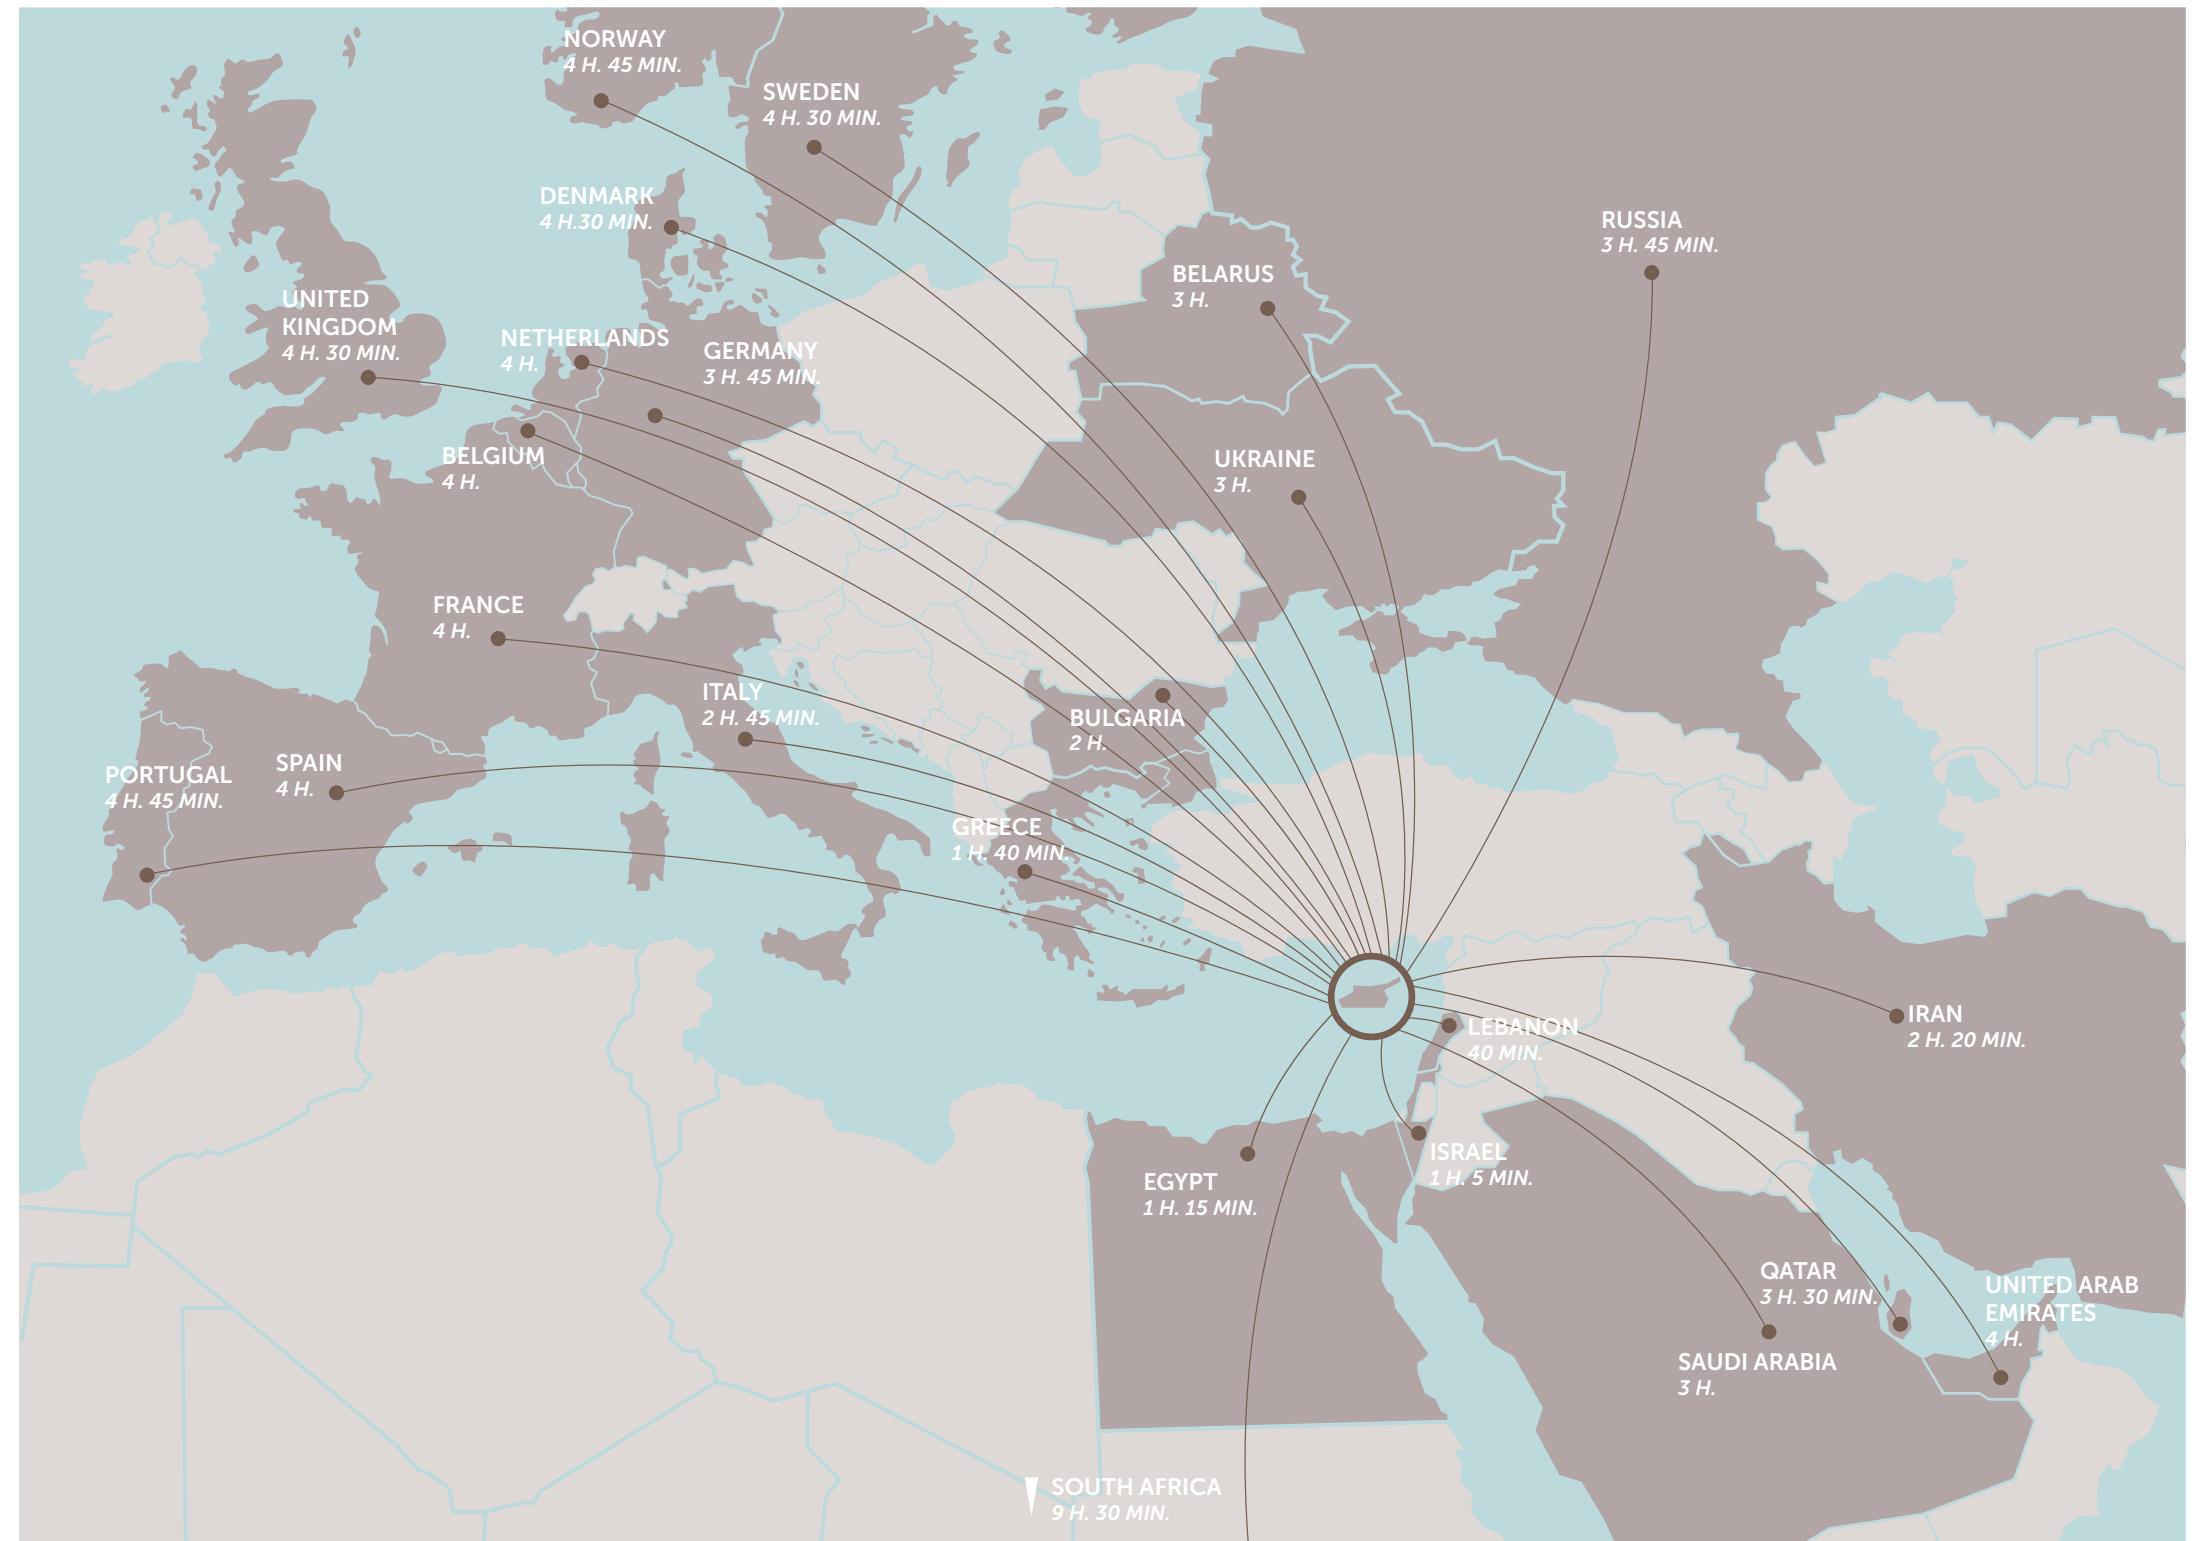 NORWAY
4 H. 45 MIN.
SWEDEN
4 H. 30 MIN.
DENMARK
4 H.30 MIN.
RUSSIA
3 H. 45 MIN.
BELARUS
3 H.
UNITED
KINGDOM
4 H. 30 MIN.
NETHERLANDS
4 H.
GERMANY
3 H. 45 MIN.
BELGIUM
4 H.
UKRAINE
3 H.
FRANCE
4 H.
ITALY
2 H. 45 MIN.
BULGARIA
2 H.
SPAIN
4 H.
PORTUGAL
4 H. 45 MIN.
GREECE
1 H. 40 MIN.
IRAN
2 H. 20 MIN.
LEBANON
40 MIN.
ISRAEL
1 H. 5 MIN.
EGYPT
1 H. 15 MIN.
QATAR
3 H. 30 MIN.
UNITED ARAB
EMIRATES
4 H.
SAUDI ARABIA
3 H.
SOUTH AFRICA
9 H. 30 MIN.